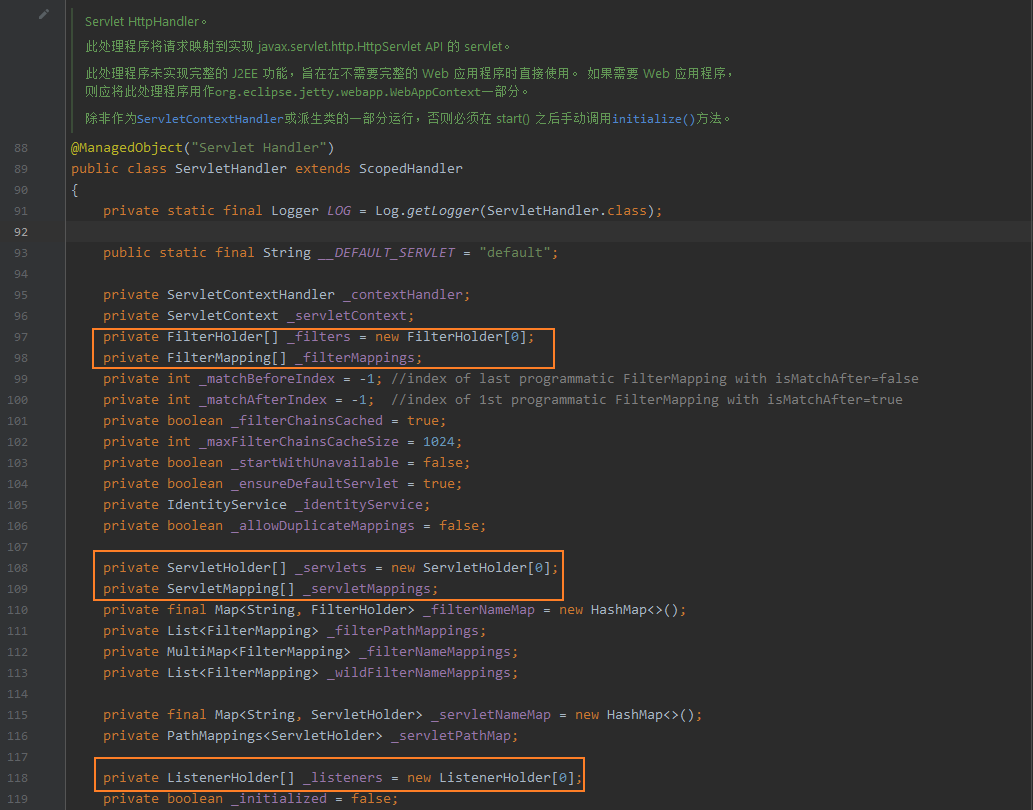 Servlet HttpHandler。
此处理程序将请求映射到实现 javax.servlet.http.HttpServlet API 的 servlet。
此处理程序未实现完整的 J2EE 功能，旨在在不需要完整的 Web 应用程序时直接使用。 如果需要 Web 应用程序，
则应将此处理程序用作org.eclipse.jetty.webapp.WebAppContext一部分。
除非作为ServletContextHandler或派生类的一部分运行，否则必须在 start() 之后手动调用initialize()方法。
88 @ManagedObject("Servlet Handler")
89 public class ServletHandler extends ScopedHandler
90 {
91 private static final Logger LOG = Log.getLogger(ServletHandler.class);
92
93 public static final String __DEFAULT_SERVLET = "default";
94
95 private ServletContextHandler _contextHandler;
96 private ServletContext _servletContext;
97 private FilterHolder[] _filters = new FilterHolder[0];
98 private FilterMapping[] _filterMappings;
99 private int _matchBeforeIndex = -1; //index of last programmatic FilterMapping with isMatchAfter=false
100 private int _matchAfterIndex = -1;  //index of 1st programmatic FilterMapping with isMatchAfter=true
101 private boolean _filterChainsCached = true;
102 private int _maxFilterChainsCacheSize = 1024;
103 private boolean _startWithUnavailable = false;
104 private boolean _ensureDefaultServlet = true;
105 private IdentityService _identityService;
106 private boolean _allowDuplicateMappings = false;
107
108 private ServletHolder[] _servlets = new ServletHolder[0];
109 private ServletMapping[] _servletMappings;
110 private final Map<String, FilterHolder> _filterNameMap = new HashMap<>();
111 private List<FilterMapping> _filterPathMappings;
112 private MultiMap<FilterMapping> _filterNameMappings;
113 private List<FilterMapping> _wildFilterNameMappings;
114
115 private final Map<String, ServletHolder> _servletNameMap = new HashMap<>();
116 private PathMappings<ServletHolder> _servletPathMap;
117
118 private ListenerHolder[] _listeners = new ListenerHolder[0];
119 private boolean _initialized = false;